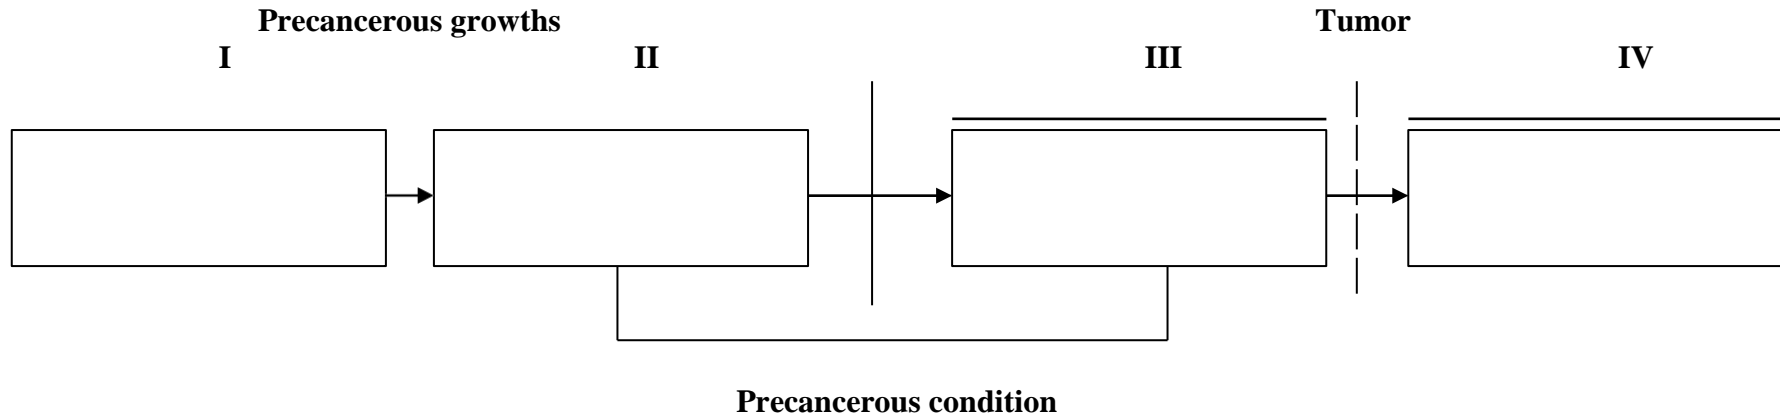 Precancerous growths Tumor
I II III IV
Precancerous condition